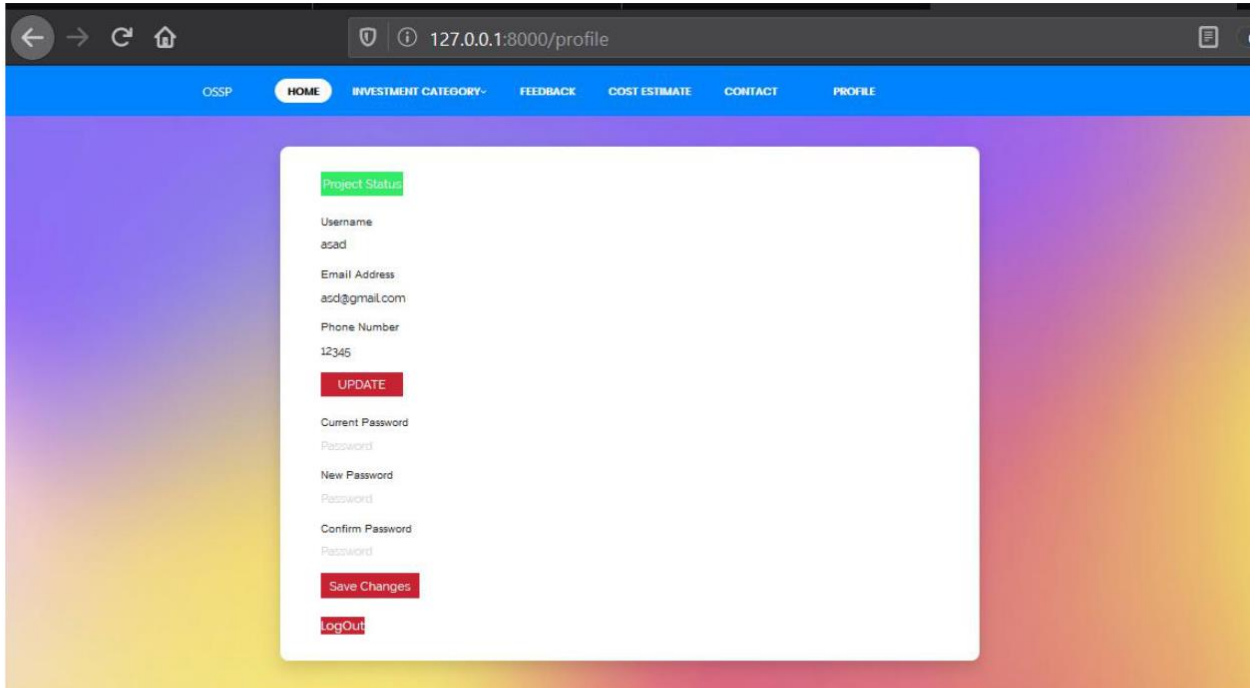 127.0.0.1:8000/profile
OSSP HOME INVESTMENT CATEGORY FEEDBACK COST ESTIMATE CONTACT PROFILE
Project Status
Username
asad
Email Address
asd@gmail.com
Phone Number
12345
UPDATE
Current Password
Password
New Password
Password
Confirm Password
Password
Save Changes
LogOut